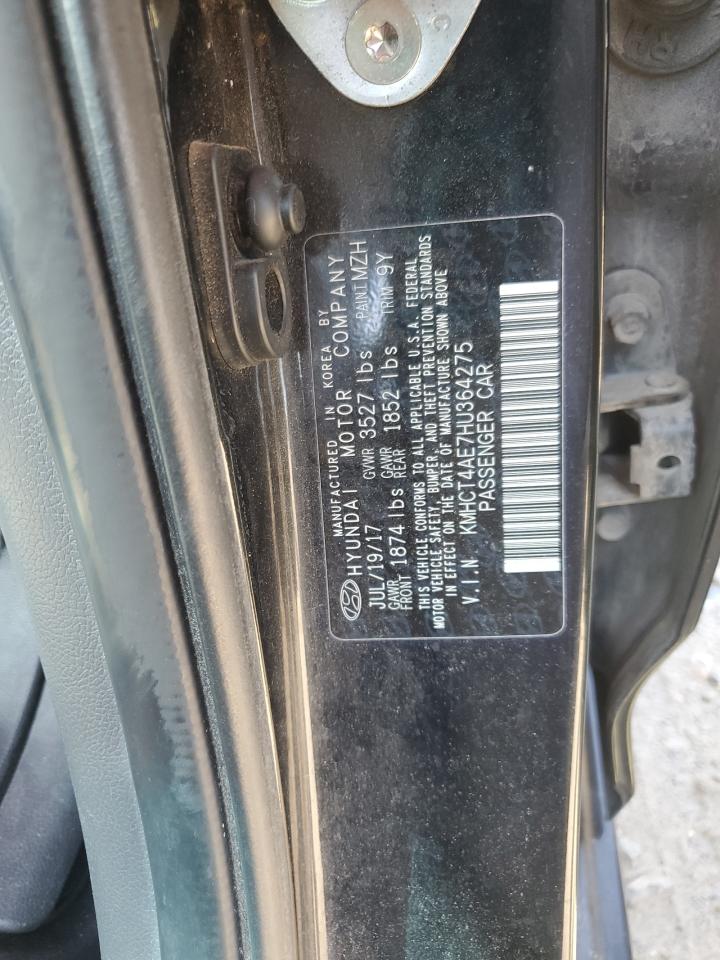 MANUFACTURED IN KOREA BY
HYUNDAI MOTOR COMPANY
JUL/19/17 GVWR 3527 lbs PAINT MZH
GAWR FRONT 1874 lbs GAWR REAR 1852 lbs TRIM 9Y
THIS VEHICLE CONFORMS TO ALL APPLICABLE U.S.A. FEDERAL
MOTOR VEHICLE SAFETY, BUMPER, AND THEFT PREVENTION STANDARDS
IN EFFECT ON THE DATE OF MANUFACTURE SHOWN ABOVE
V.I.N KMHCT4AE7HU364275
PASSENGER CAR